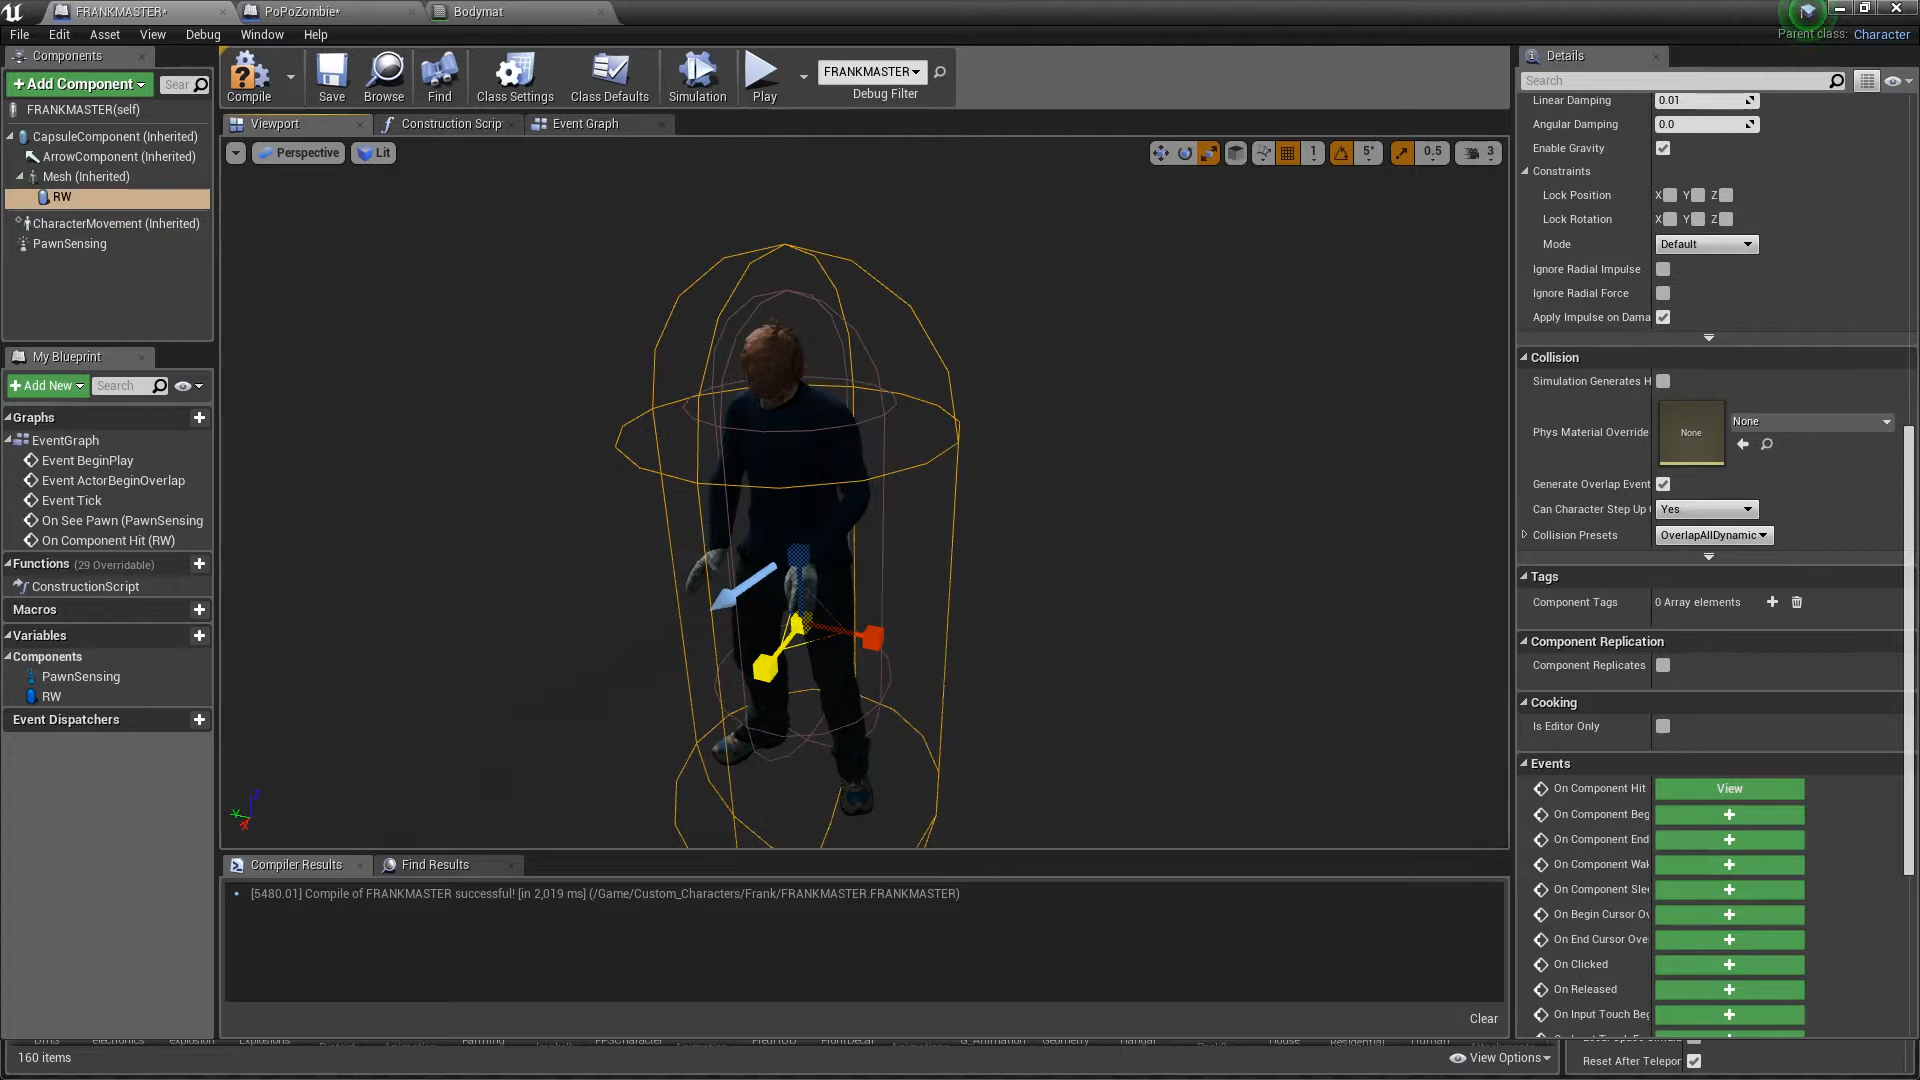 FRANKMASTER*
PoPoZombie*
Bodymat
Parent class: Character
File Edit Asset View Debug Window Help
Components
+ Add Component
Sear
FRANKMASTER(self)
CapsuleComponent (Inherited)
ArrowComponent (Inherited)
Mesh (Inherited)
RW
CharacterMovement (Inherited)
PawnSensing
My Blueprint
+ Add New
Search
Graphs
EventGraph
Event BeginPlay
Event ActorBeginOverlap
Event Tick
On See Pawn (PawnSensing
On Component Hit (RW)
Functions (29 Overridable)
ConstructionScript
Macros
Variables
Components
PawnSensing
RW
Event Dispatchers
Compile
Save
Browse
Find
Class Settings
Class Defaults
Simulation
Play
FRANKMASTER
Debug Filter
Viewport
Construction Scrip
Event Graph
Perspective
Lit
1
5°
0.5
3
Z
Y
X
Compiler Results
Find Results
[5480.01] Compile of FRANKMASTER successful! [in 2,019 ms] (/Game/Custom_Characters/Frank/FRANKMASTER.FRANKMASTER)
Clear
160 items
View Options
Details
Search
Linear Damping 0.01
Angular Damping 0.0
Enable Gravity
Constraints
Lock Position X Y Z
Lock Rotation X Y Z
Mode Default
Ignore Radial Impulse
Ignore Radial Force
Apply Impulse on Dama
Collision
Simulation Generates H
Phys Material Override None None
Generate Overlap Event
Can Character Step Up Yes
Collision Presets OverlapAllDynamic
Tags
Component Tags 0 Array elements
Component Replication
Component Replicates
Cooking
Is Editor Only
Events
On Component Hit View
On Component Beg
On Component End
On Component Wak
On Component Slee
On Begin Cursor Ov
On End Cursor Ove
On Clicked
On Released
On Input Touch Beg
Reset After Telepor